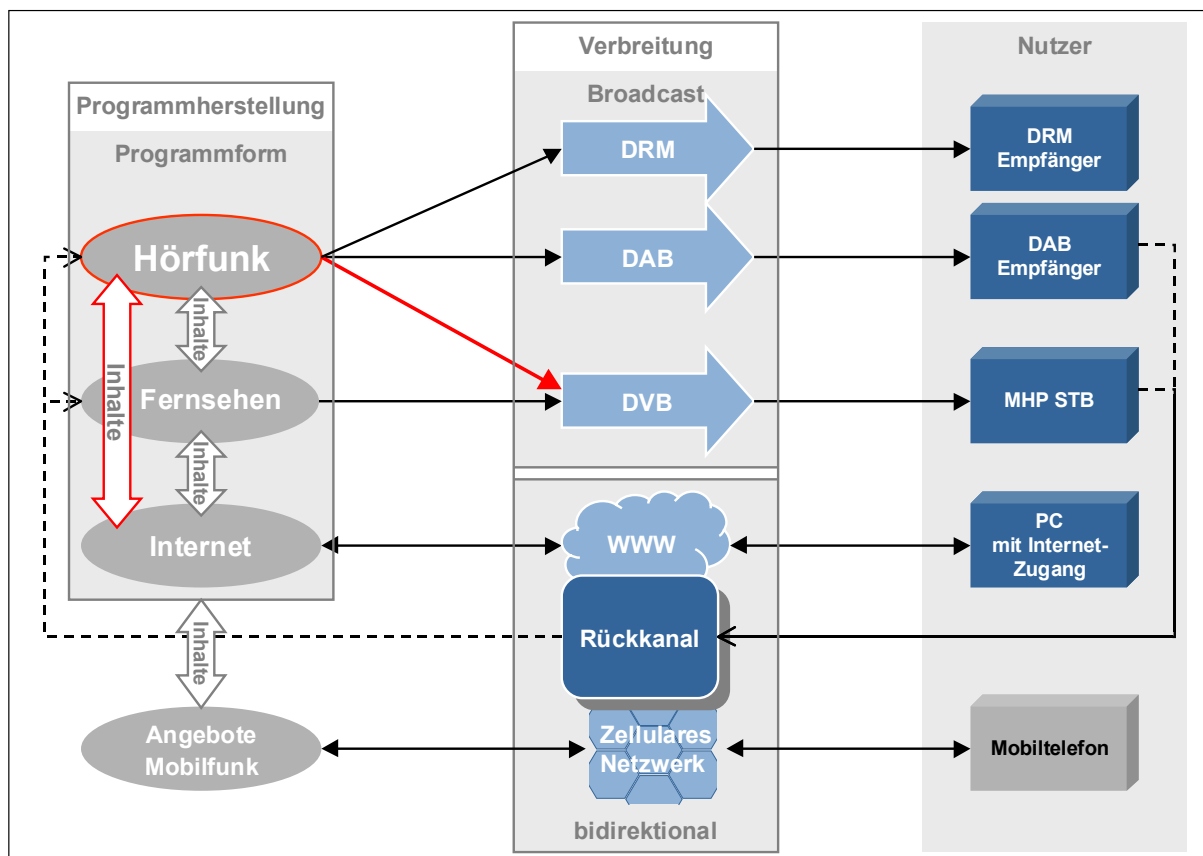 Programmherstellung
Programmform
Hörfunk
Inhalte
Inhalte
Fernsehen
Inhalte
Internet
Inhalte
Angebote
Mobilfunk
Verbreitung
Broadcast
DRM
DAB
DVB
WWW
Rückkanal
Zellulares
Netzwerk
bidirektional
Nutzer
DRM
Empfänger
DAB
Empfänger
MHP STB
PC
mit Internet-
Zugang
Mobiltelefon